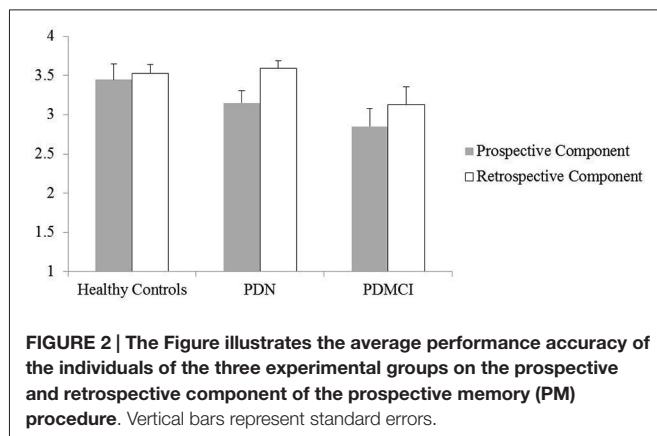 4
3.5
3
2.5
2
1.5
1
Healthy Controls PDN PDMCI
Prospective Component
Retrospective Component
FIGURE 2 | The Figure illustrates the average performance accuracy of
the individuals of the three experimental groups on the prospective
and retrospective component of the prospective memory (PM)
procedure. Vertical bars represent standard errors.